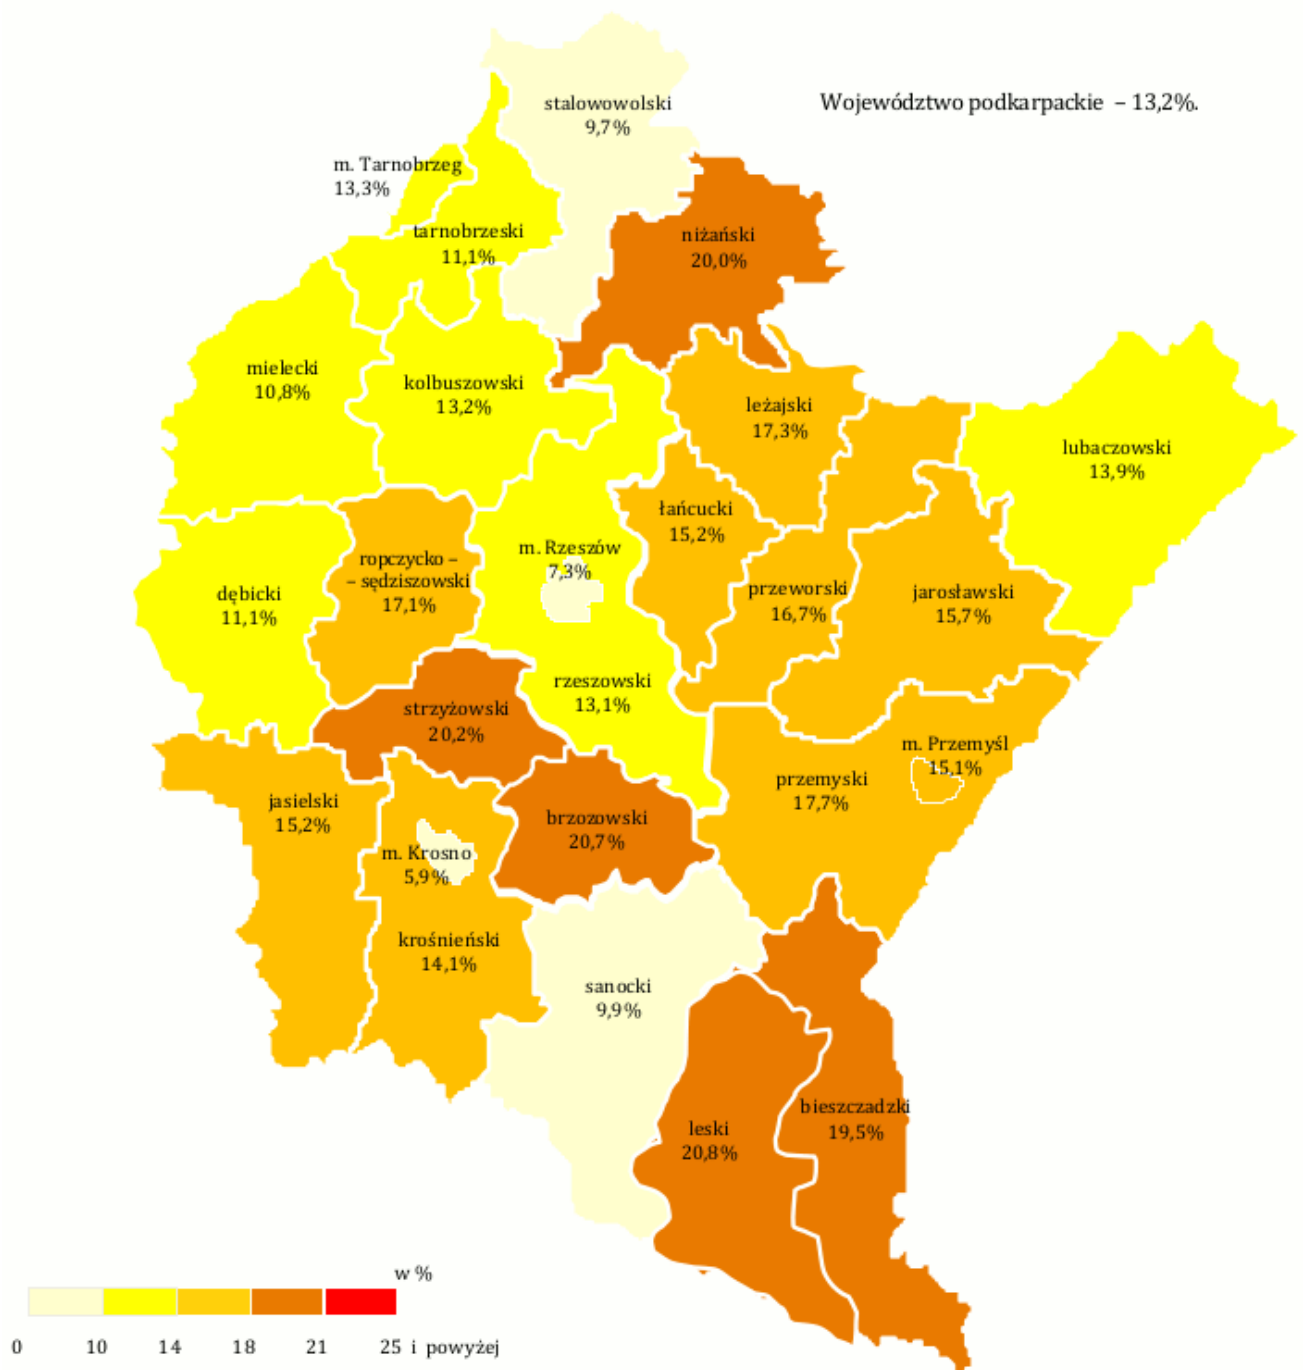 stalowowolski
9,7%
Województwo podkarpackie – 13,2%.
m. Tarnobrzeg
13,3%
tarnobrzeski
11,1%
niżański
20,0%
mielecki
10,8%
kolbuszowski
13,2%
leżajski
17,3%
lubaczowski
13,9%
łańcucki
15,2%
m. Rzeszów
7,3%
ropczycko –
– sędziszowski
17,1%
dębicki
11,1%
przeworski
16,7%
jarosławski
15,7%
rzeszowski
13,1%
strzyżowski
20,2%
m. Przemyśl
15,1%
przemyski
17,7%
jasielski
15,2%
brzozowski
20,7%
m. Krosno
5,9%
krośnieński
14,1%
sanocki
9,9%
bieszczadzki
19,5%
leski
20,8%
w %
0 10 14 18 21 25 i powyżej